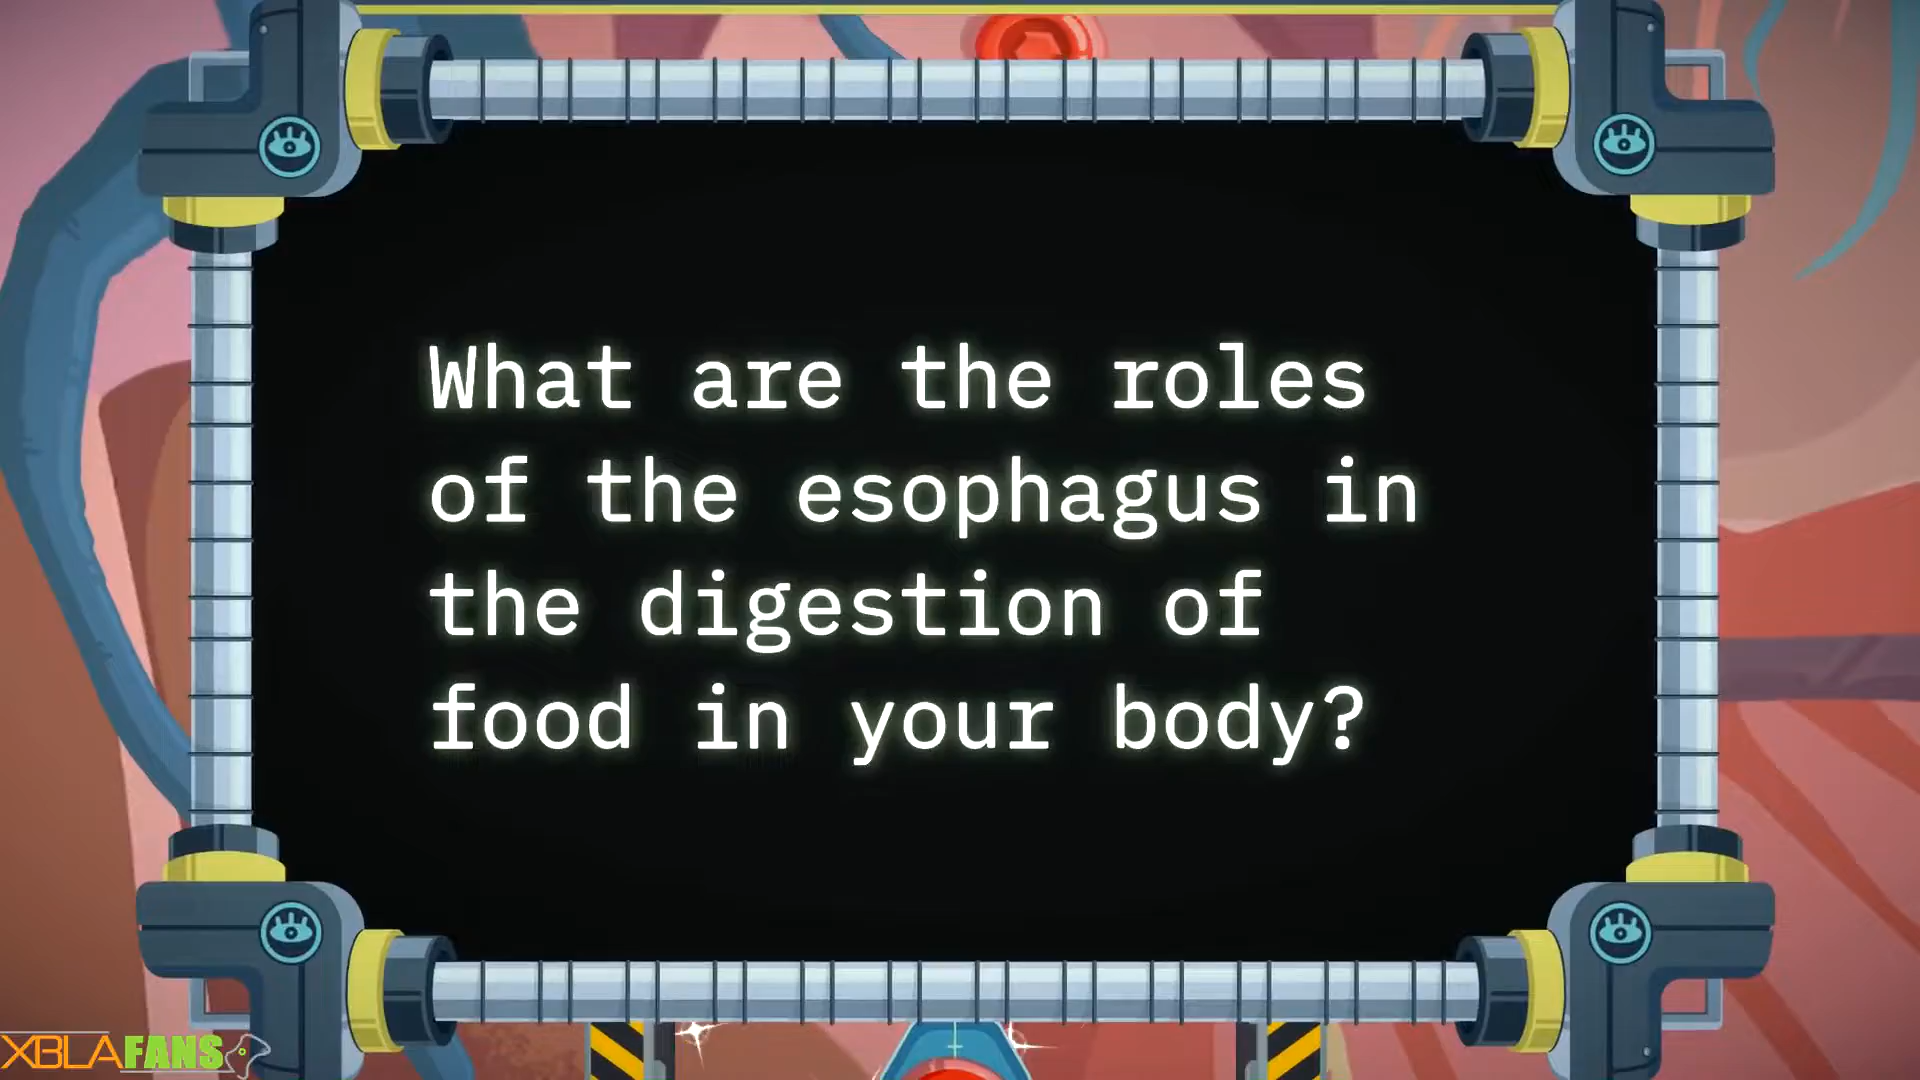 What are the roles
of the esophagus in
the digestion of
food in your body?
XBLAFANS